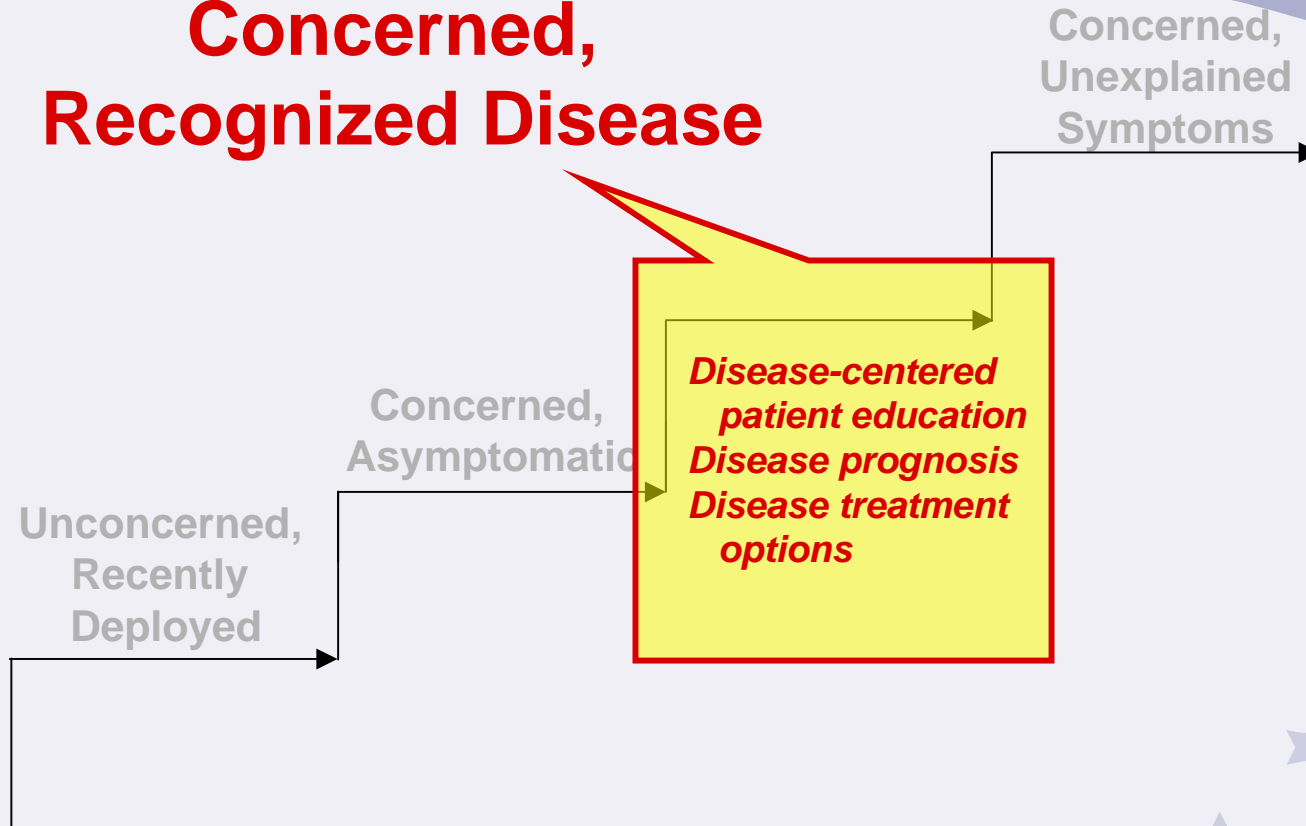 Concerned,
Recognized Disease
Concerned,
Unexplained
Symptoms
Disease-centered
patient education
Disease prognosis
Disease treatment
options
Concerned,
Asymptomatic
Unconcerned,
Recently
Deployed